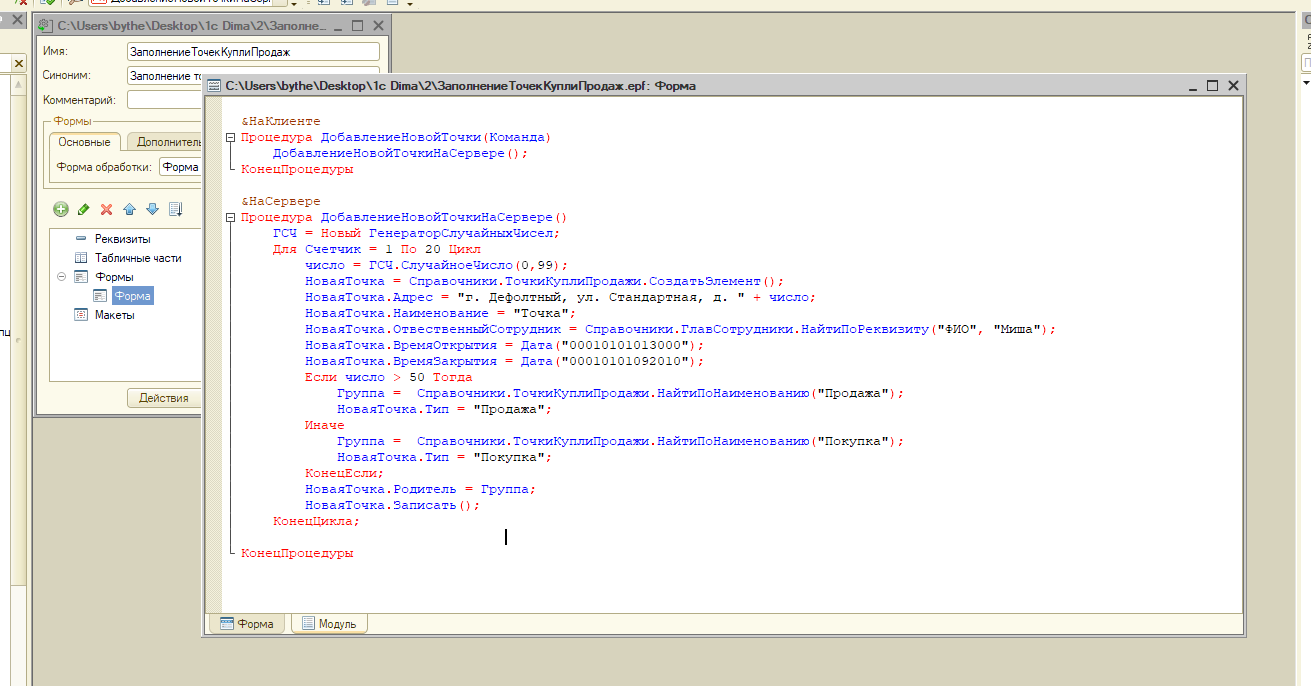 C:\Users\bythe\Desktop\1c Dima\2\Заполне...
Имя:
ЗаполнениеТочекКуплиПродаж
Синоним:
Заполнение то
Комментарий:
Формы
Основные
Дополнитель
Форма обработки:
Форма
Реквизиты
Табличные части
Формы
Форма
Макеты
Действия
C:\Users\bythe\Desktop\1c Dima\2\ЗаполнениеТочекКуплиПродаж.epf: Форма
&НаКлиенте
Процедура ДобавлениеНовойТочки(Команда)
ДобавлениеНовойТочкиНаСервере();
КонецПроцедуры
&НаСервере
Процедура ДобавлениеНовойТочкиНаСервере()
ГСЧ = Новый ГенераторСлучайныхЧисел;
Для Счетчик = 1 По 20 Цикл
число = ГСЧ.СлучайноеЧисло(0,99);
НоваяТочка = Справочники.ТочкиКуплиПродажи.СоздатьЭлемент();
НоваяТочка.Адрес = "г. Дефолтный, ул. Стандартная, д. " + число;
НоваяТочка.Наименование = "Точка";
НоваяТочка.ОтвественныйСотрудник = Справочники.ГлавСотрудники.НайтиПоРеквизиту("ФИО", "Миша");
НоваяТочка.ВремяОткрытия = Дата("00010101013000");
НоваяТочка.ВремяЗакрытия = Дата("00010101092010");
Если число > 50 Тогда
Группа =  Справочники.ТочкиКуплиПродажи.НайтиПоНаименованию("Продажа");
НоваяТочка.Тип = "Продажа";
Иначе
Группа =  Справочники.ТочкиКуплиПродажи.НайтиПоНаименованию("Покупка");
НоваяТочка.Тип = "Покупка";
КонецЕсли;
НоваяТочка.Родитель = Группа;
НоваяТочка.Записать();
КонецЦикла;
КонецПроцедуры
Форма
Модуль